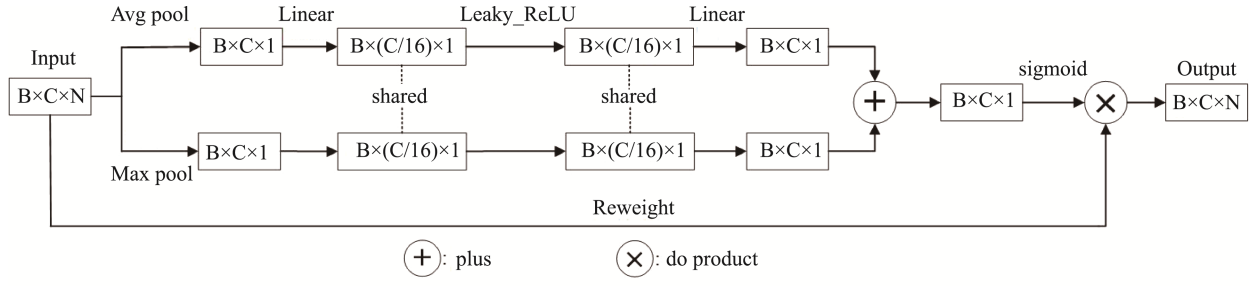 Avg pool
Linear
Leaky_ReLU
Linear
Input
B×C×1
B×(C/16)×1
B×(C/16)×1
B×C×1
sigmoid
Output
B×C×N
shared
shared
+
B×C×1
×
B×C×N
B×C×1
B×(C/16)×1
B×(C/16)×1
B×C×1
Max pool
Reweight
+ : plus
× : do product